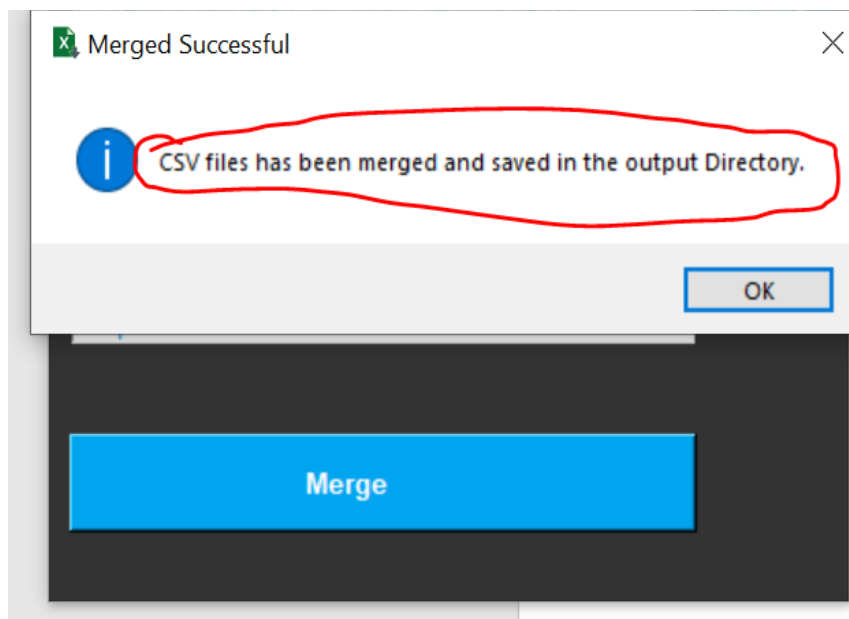 Merged Successful
CSV files has been merged and saved in the output Directory.
OK
Merge